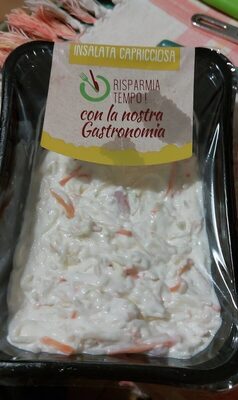 INSALATA CAPRICCIOSA
RISPARMIA
TEMPO!
con la nostra
Gastronomia